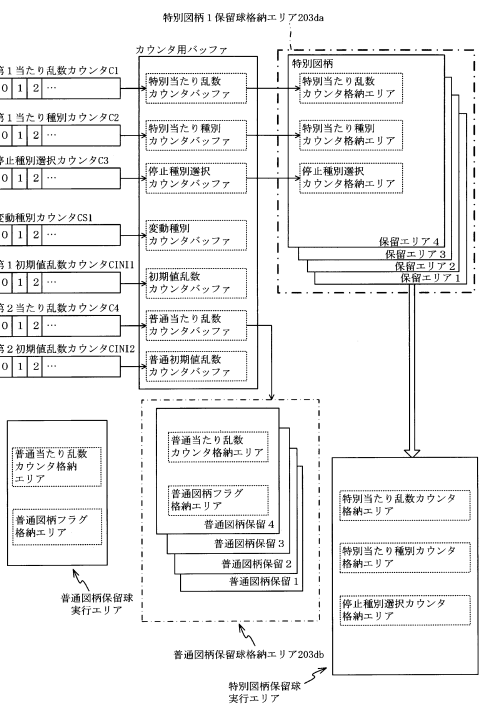 特別図柄１保留球格納エリア203da
カウンタ用バッファ
第１当たり乱数カウンタC1
0 1 2 …
第１当たり種別カウンタC2
0 1 2 …
停止種別選択カウンタC3
0 1 2 …
変動種別カウンタCS1
0 1 2 …
第１初期値乱数カウンタCINI1
0 1 2 …
第２当たり乱数カウンタC4
0 1 2 …
第２初期値乱数カウンタCINI2
0 1 2 …
特別当たり乱数
カウンタバッファ
特別当たり種別
カウンタバッファ
停止種別選択
カウンタバッファ
変動種別
カウンタバッファ
初期値乱数
カウンタバッファ
普通当たり乱数
カウンタバッファ
普通初期値乱数
カウンタバッファ
特別図柄
特別当たり乱数
カウンタ格納エリア
特別当たり種別
カウンタ格納エリア
停止種別選択
カウンタ格納エリア
保留エリア４
保留エリア３
保留エリア２
保留エリア１
普通当たり乱数
カウンタ格納
エリア
普通図柄フラグ
格納エリア
普通図柄保留球
実行エリア
普通当たり乱数
カウンタ格納エリア
普通図柄フラグ
格納エリア
普通図柄保留４
普通図柄保留３
普通図柄保留２
普通図柄保留１
普通図柄保留球格納エリア203db
特別当たり乱数カウンタ
格納エリア
特別当たり種別カウンタ
格納エリア
停止種別選択カウンタ
格納エリア
特別図柄保留球
実行エリア